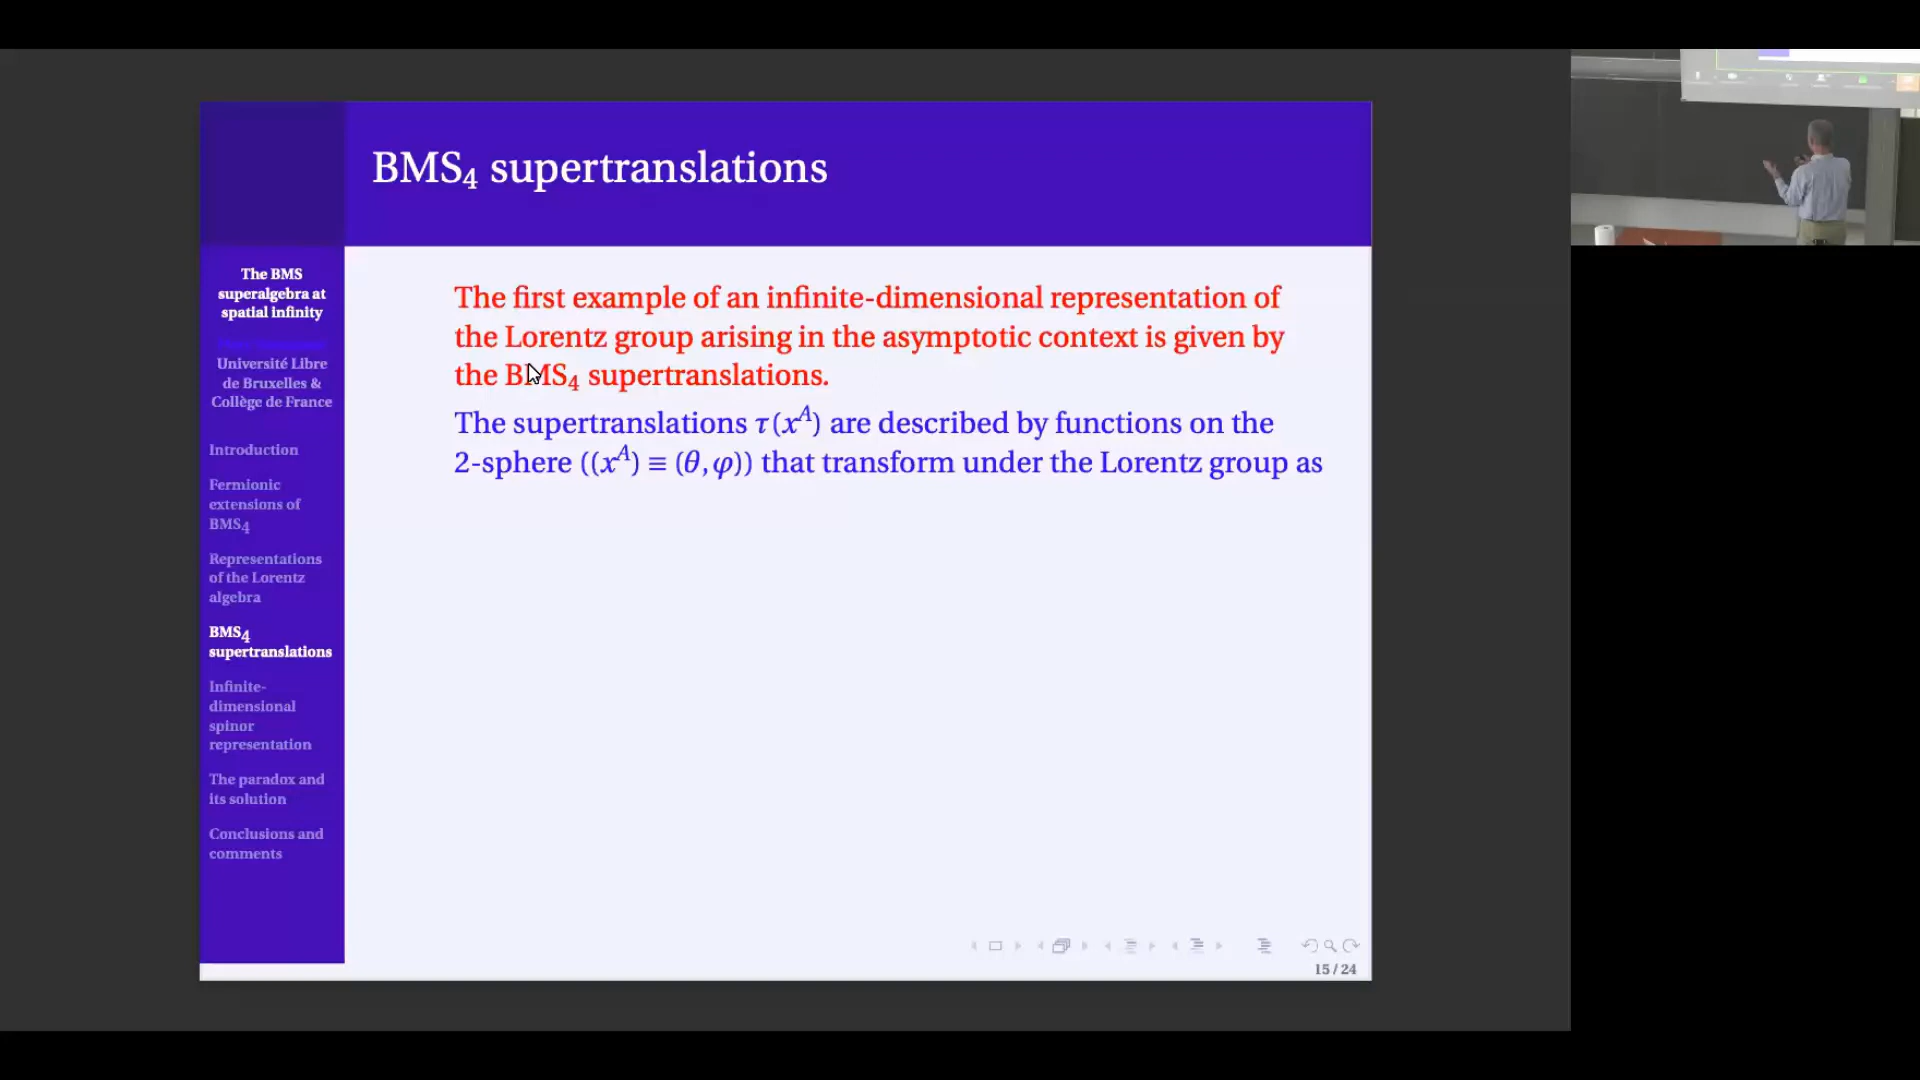 BMS₄ supertranslations
The BMS
superalgebra at
spatial infinity
Université Libre
de Bruxelles &
Collège de France
Introduction
Fermionic
extensions of
BMS₄
Representations
of the Lorentz
algebra
BMS₄
supertranslations
Infinite-
dimensional
spinor
representation
The paradox and
its solution
Conclusions and
comments
The first example of an infinite-dimensional representation of
the Lorentz group arising in the asymptotic context is given by
the BMS₄ supertranslations.
The supertranslations τ(xᴬ) are described by functions on the
2-sphere ((xᴬ) ≡ (θ,φ)) that transform under the Lorentz group as
15 / 24